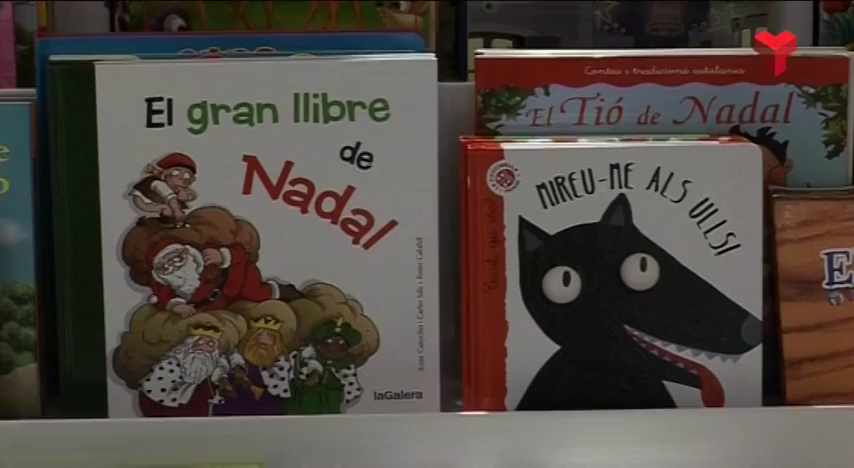 El gran llibre
de
Nadal
laGalera
Contes i tradicions catalanes
El Tió de Nadal
MIREU-ME ALS ULLS!
E